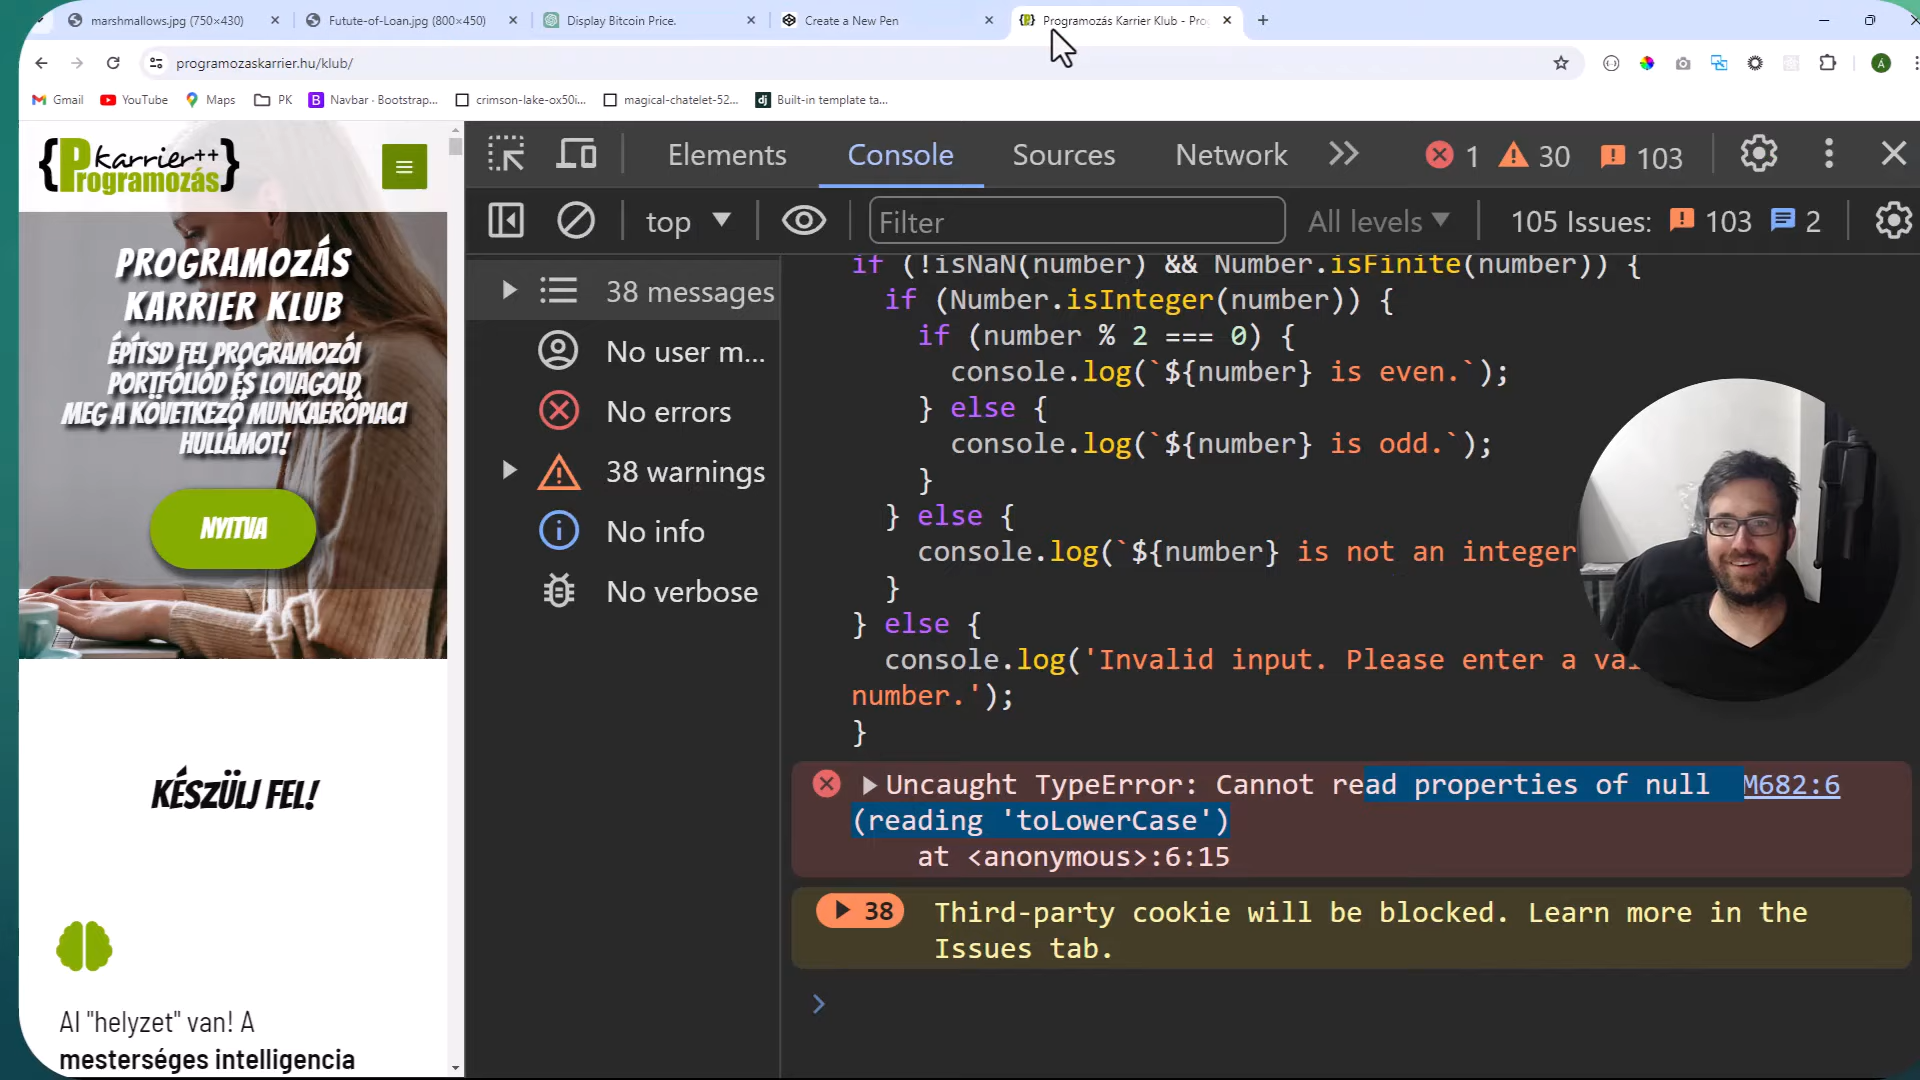 marshmallows.jpg (750×430)
Futute-of-Loan.jpg (800×450)
Display Bitcoin Price.
Create a New Pen
Programozás Karrier Klub - Pro
programozaskarrier.hu/klub/
Á
Gmail
YouTube
Maps
PK
Navbar · Bootstrap...
crimson-lake-ox50i...
magical-chatelet-52...
Built-in template ta...
{Programozás karrier++}
PROGRAMOZÁS
KARRIER KLUB
ÉPÍTSD FEL PROGRAMOZÓI
PORTFÓLIÓD ÉS LOVAGOLD
MEG A KÖVETKEZŐ MUNKAERŐPIACI
HULLÁMOT!
NYITVA
KÉSZÜLJ FEL!
AI "helyzet" van! A
mesterséges intelligencia
Elements
Console
Sources
Network
1
30
103
top
Filter
All levels
105 Issues: 103 2
38 messages
No user m...
No errors
38 warnings
No info
No verbose
if (!isNaN(number) && Number.isFinite(number)) {
if (Number.isInteger(number)) {
if (number % 2 === 0) {
console.log(`${number} is even.`);
} else {
console.log(`${number} is odd.`);
}
} else {
console.log(`${number} is not an integer
}
} else {
console.log('Invalid input. Please enter a val
number.');
}
Uncaught TypeError: Cannot read properties of null M682:6
(reading 'toLowerCase')
at <anonymous>:6:15
38 Third-party cookie will be blocked. Learn more in the
Issues tab.